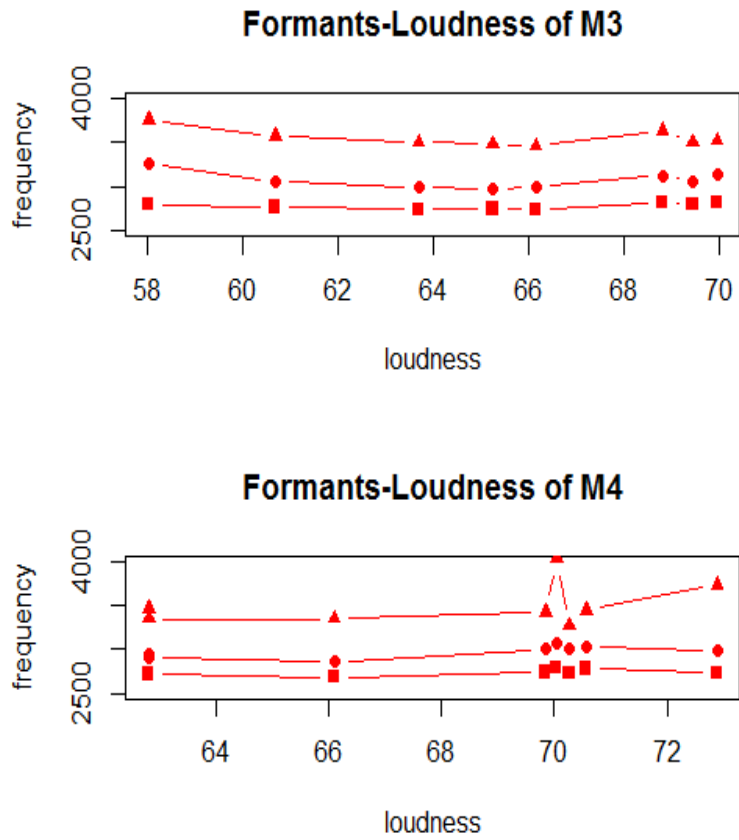 Formants-Loudness of M3
frequency
4000
2500
58 60 62 64 66 68 70
loudness
Formants-Loudness of M4
frequency
4000
2500
64 66 68 70 72
loudness